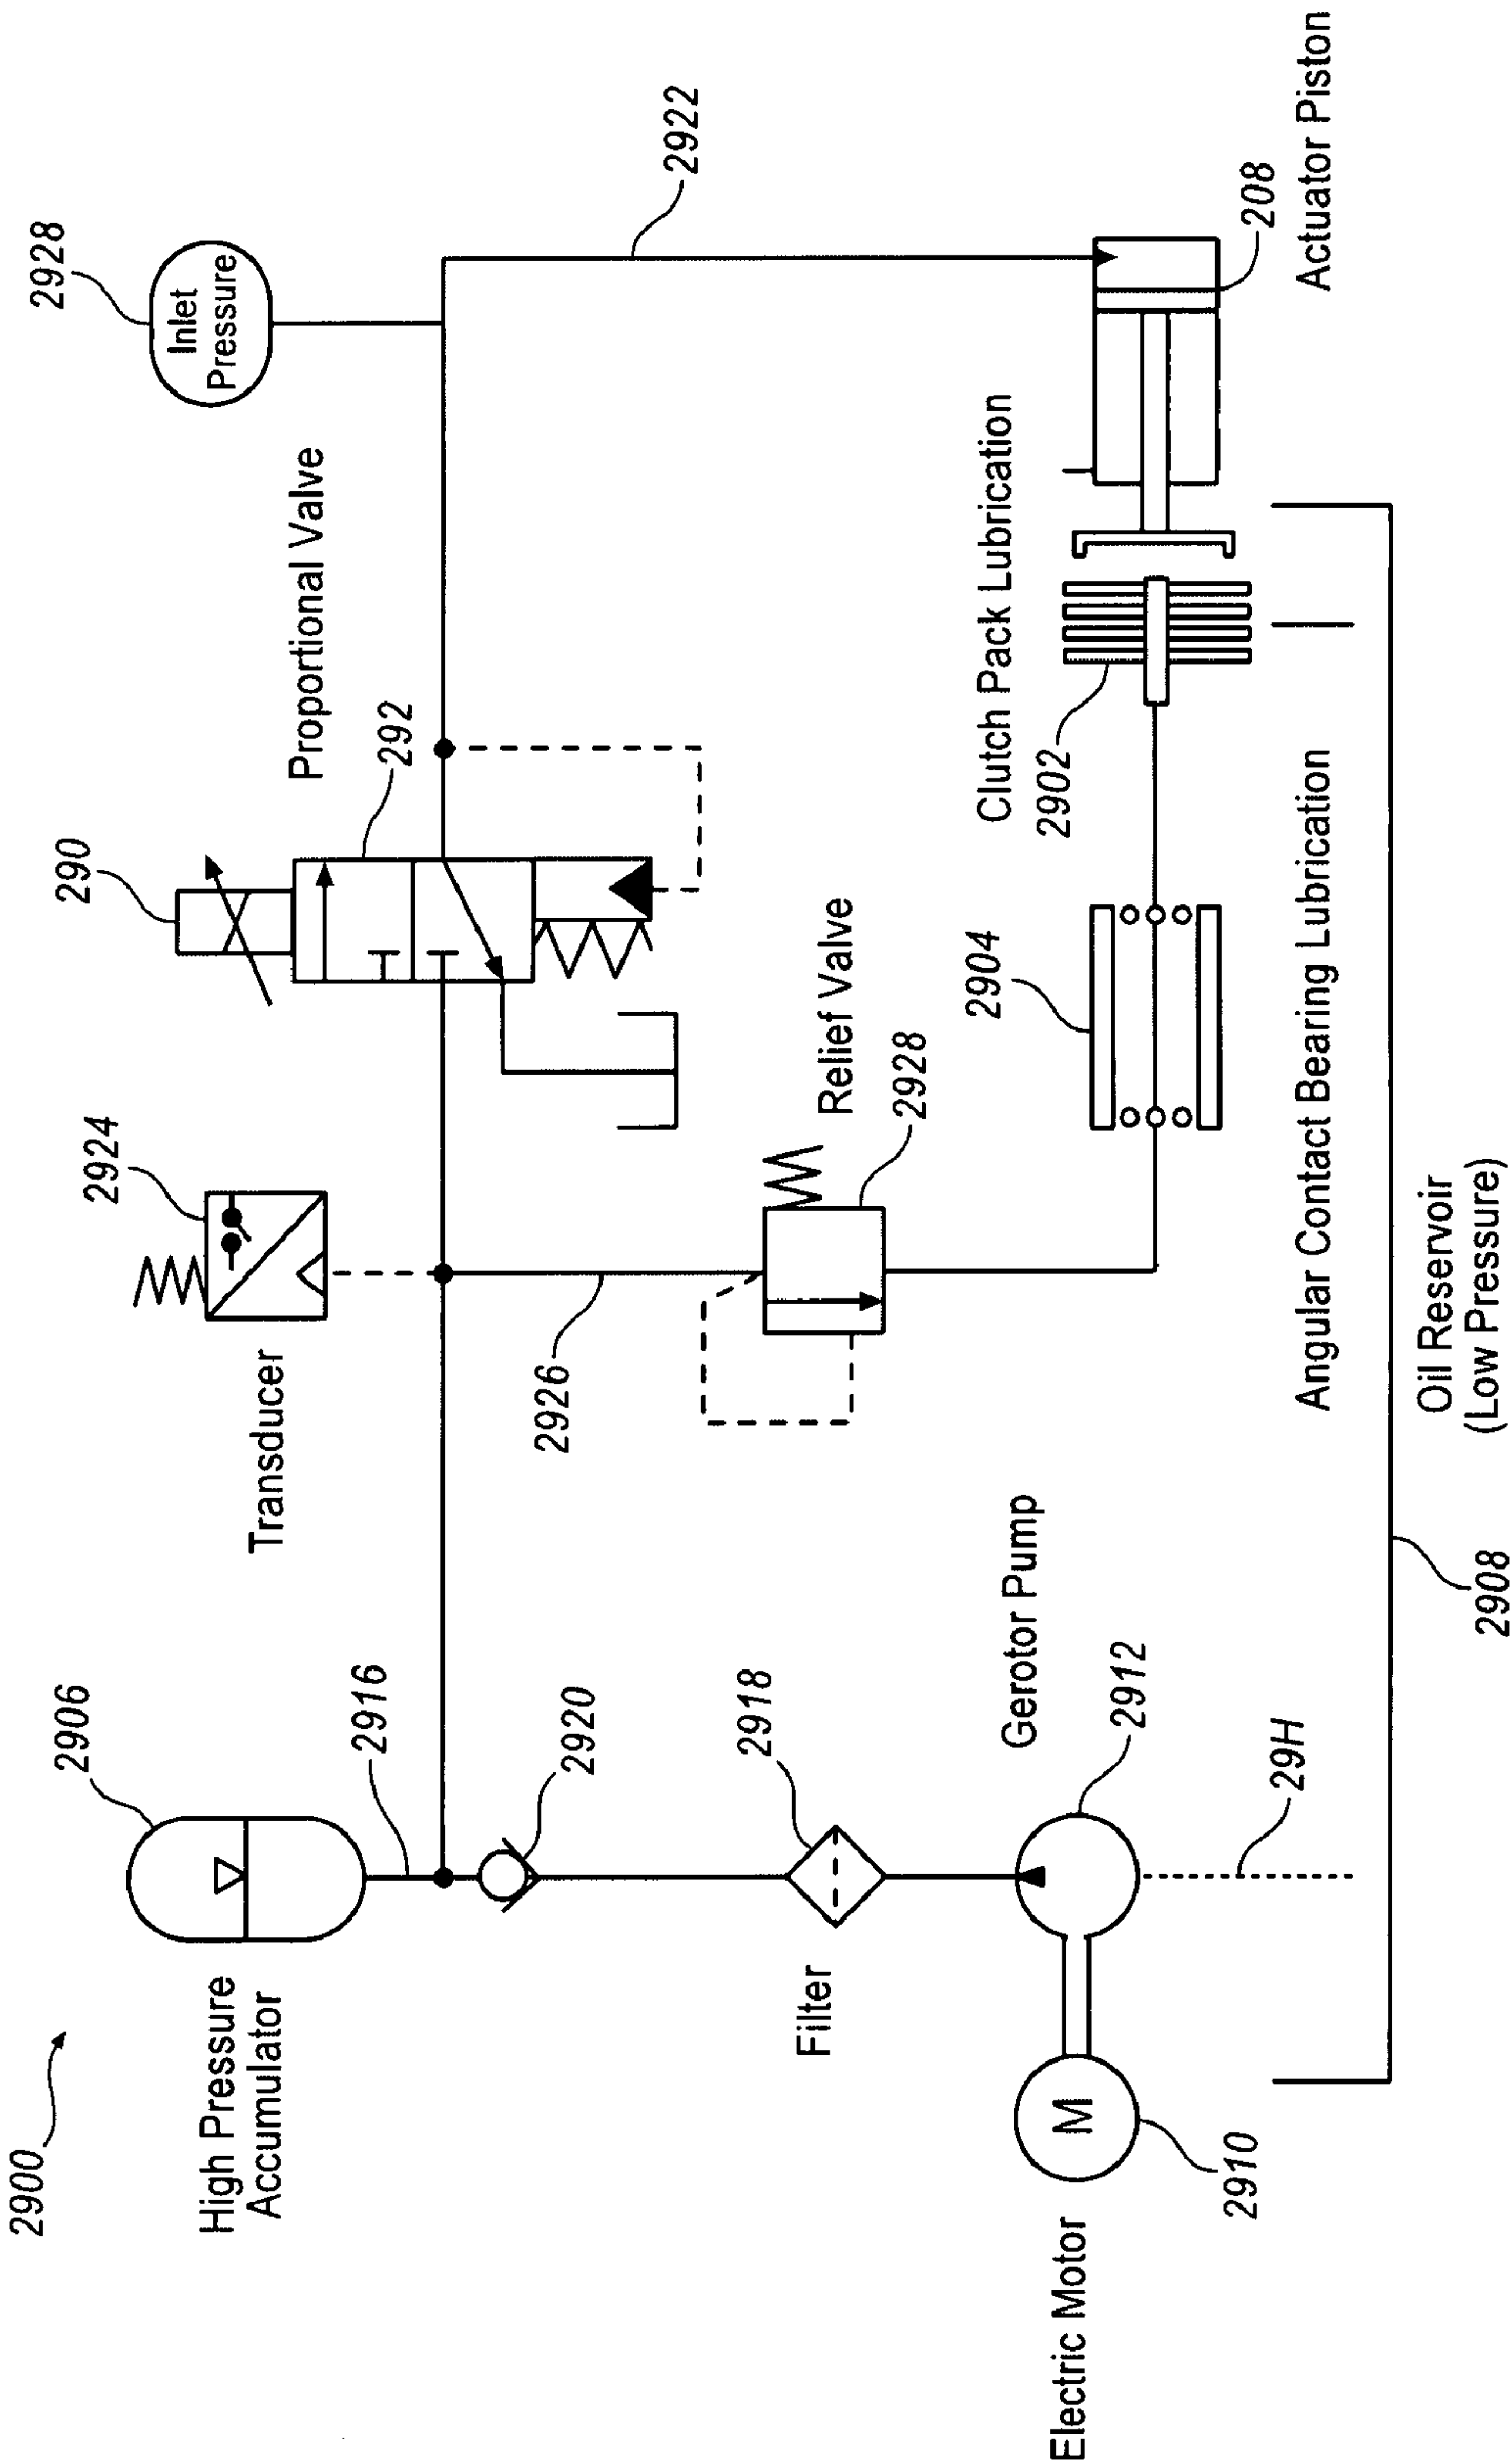 2900
High Pressure
Accumulator
2906
2916
2920
Transducer
2924
290
Proportional Valve
292
Inlet
Pressure
2928
2922
2926
Relief Valve
2928
Filter
2918
Electric Motor
M
2910
Gerotor Pump
2912
29H
2904
Angular Contact Bearing Lubrication
Clutch Pack Lubrication
2902
208
Actuator Piston
Oil Reservoir
(Low Pressure)
2908